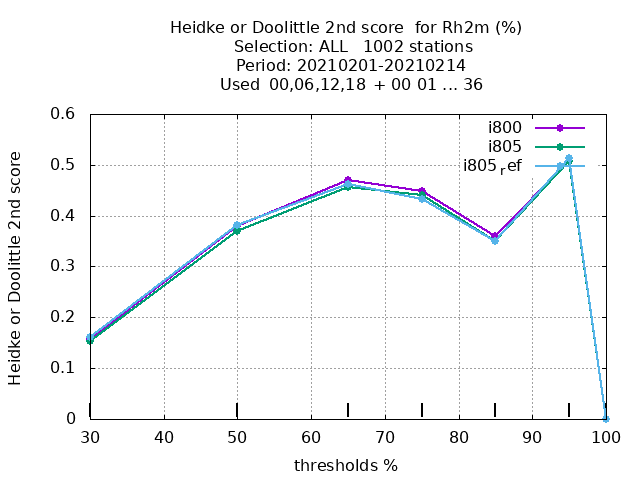 Heidke or Doolittle 2nd score  for Rh2m (%)
Selection: ALL   1002 stations
Period: 20210201-20210214
Used  00,06,12,18  + 00 01 ... 36
Heidke or Doolittle 2nd score
0.6
0.5
0.4
0.3
0.2
0.1
0
i800
i805
i805ref
30 40 50 60 70 80 90 100
thresholds %